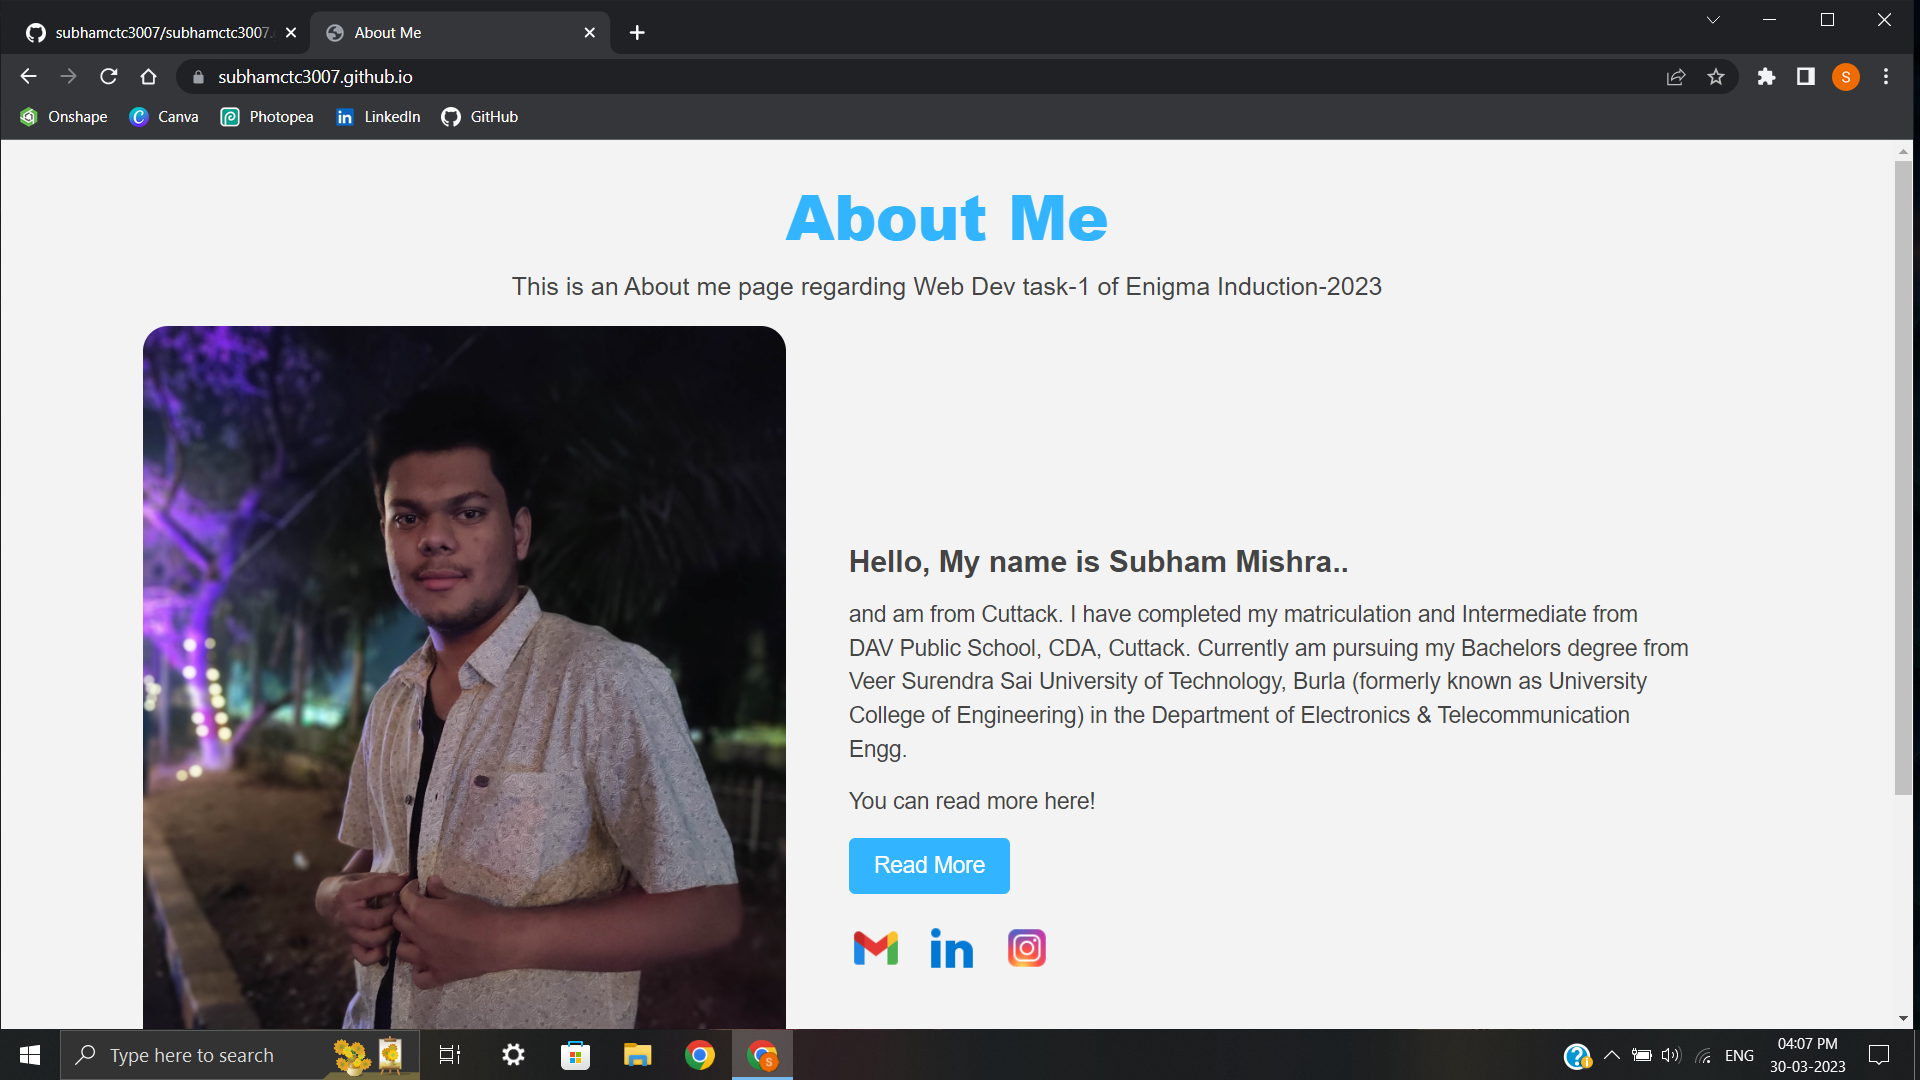 subhamctc3007/subhamctc3007.
About Me
subhamctc3007.github.io
S
Onshape
Canva
Photopea
LinkedIn
GitHub
About Me
This is an About me page regarding Web Dev task-1 of Enigma Induction-2023
Hello, My name is Subham Mishra..
and am from Cuttack. I have completed my matriculation and Intermediate from
DAV Public School, CDA, Cuttack. Currently am pursuing my Bachelors degree from
Veer Surendra Sai University of Technology, Burla (formerly known as University
College of Engineering) in the Department of Electronics & Telecommunication
Engg.
You can read more here!
Read More
in
Type here to search
S
ENG
04:07 PM
30-03-2023